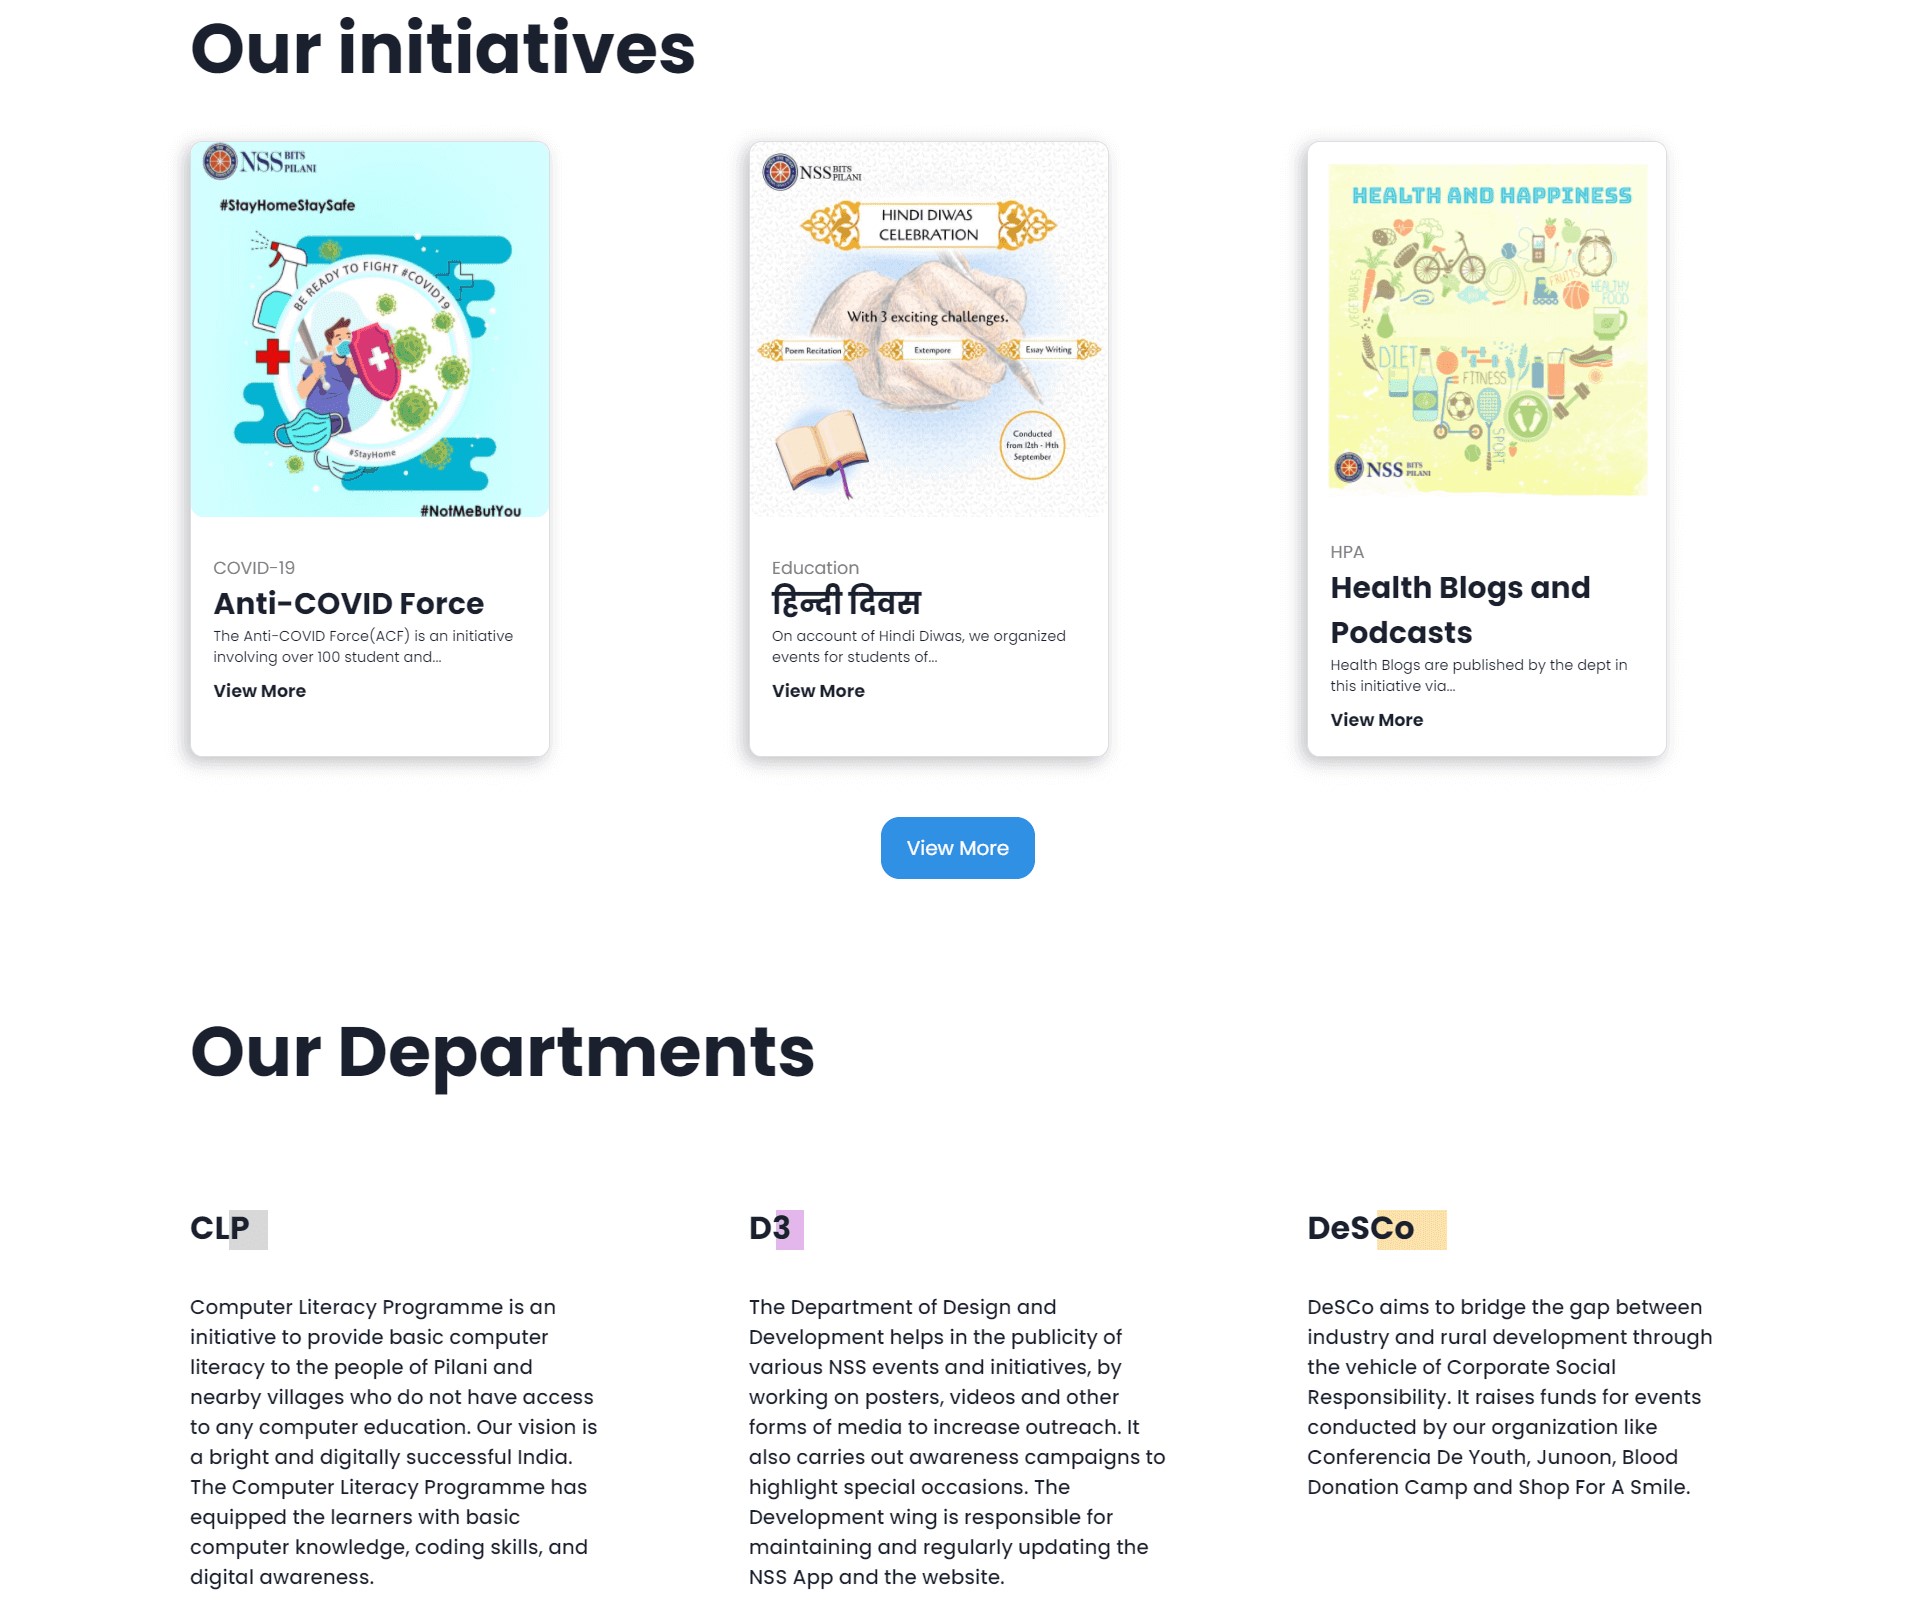 Our initiatives
NSS BITS PILANI
#StayHomeStaySafe
BE READY TO FIGHT #COVID19
#StayHome
#NotMeButYou
COVID-19
Anti-COVID Force
The Anti-COVID Force(ACF) is an initiative
involving over 100 student and...
View More
NSS BITS PILANI
HINDI DIWAS
CELEBRATION
With 3 exciting challenges.
Poem Recitation
Extempore
Essay Writing
Conducted
from 12th - 14th
September
Education
हिन्दी दिवस
On account of Hindi Diwas, we organized
events for students of...
View More
HEALTH AND HAPPINESS
VEGETABLES
FRUITS
HEALTHY
FOOD
DIET
FITNESS
SPORT
NSS BITS PILANI
HPA
Health Blogs and
Podcasts
Health Blogs are published by the dept in
this initiative via...
View More
View More
Our Departments
CLP
Computer Literacy Programme is an
initiative to provide basic computer
literacy to the people of Pilani and
nearby villages who do not have access
to any computer education. Our vision is
a bright and digitally successful India.
The Computer Literacy Programme has
equipped the learners with basic
computer knowledge, coding skills, and
digital awareness.
D3
The Department of Design and
Development helps in the publicity of
various NSS events and initiatives, by
working on posters, videos and other
forms of media to increase outreach. It
also carries out awareness campaigns to
highlight special occasions. The
Development wing is responsible for
maintaining and regularly updating the
NSS App and the website.
DeSCo
DeSCo aims to bridge the gap between
industry and rural development through
the vehicle of Corporate Social
Responsibility. It raises funds for events
conducted by our organization like
Conferencia De Youth, Junoon, Blood
Donation Camp and Shop For A Smile.